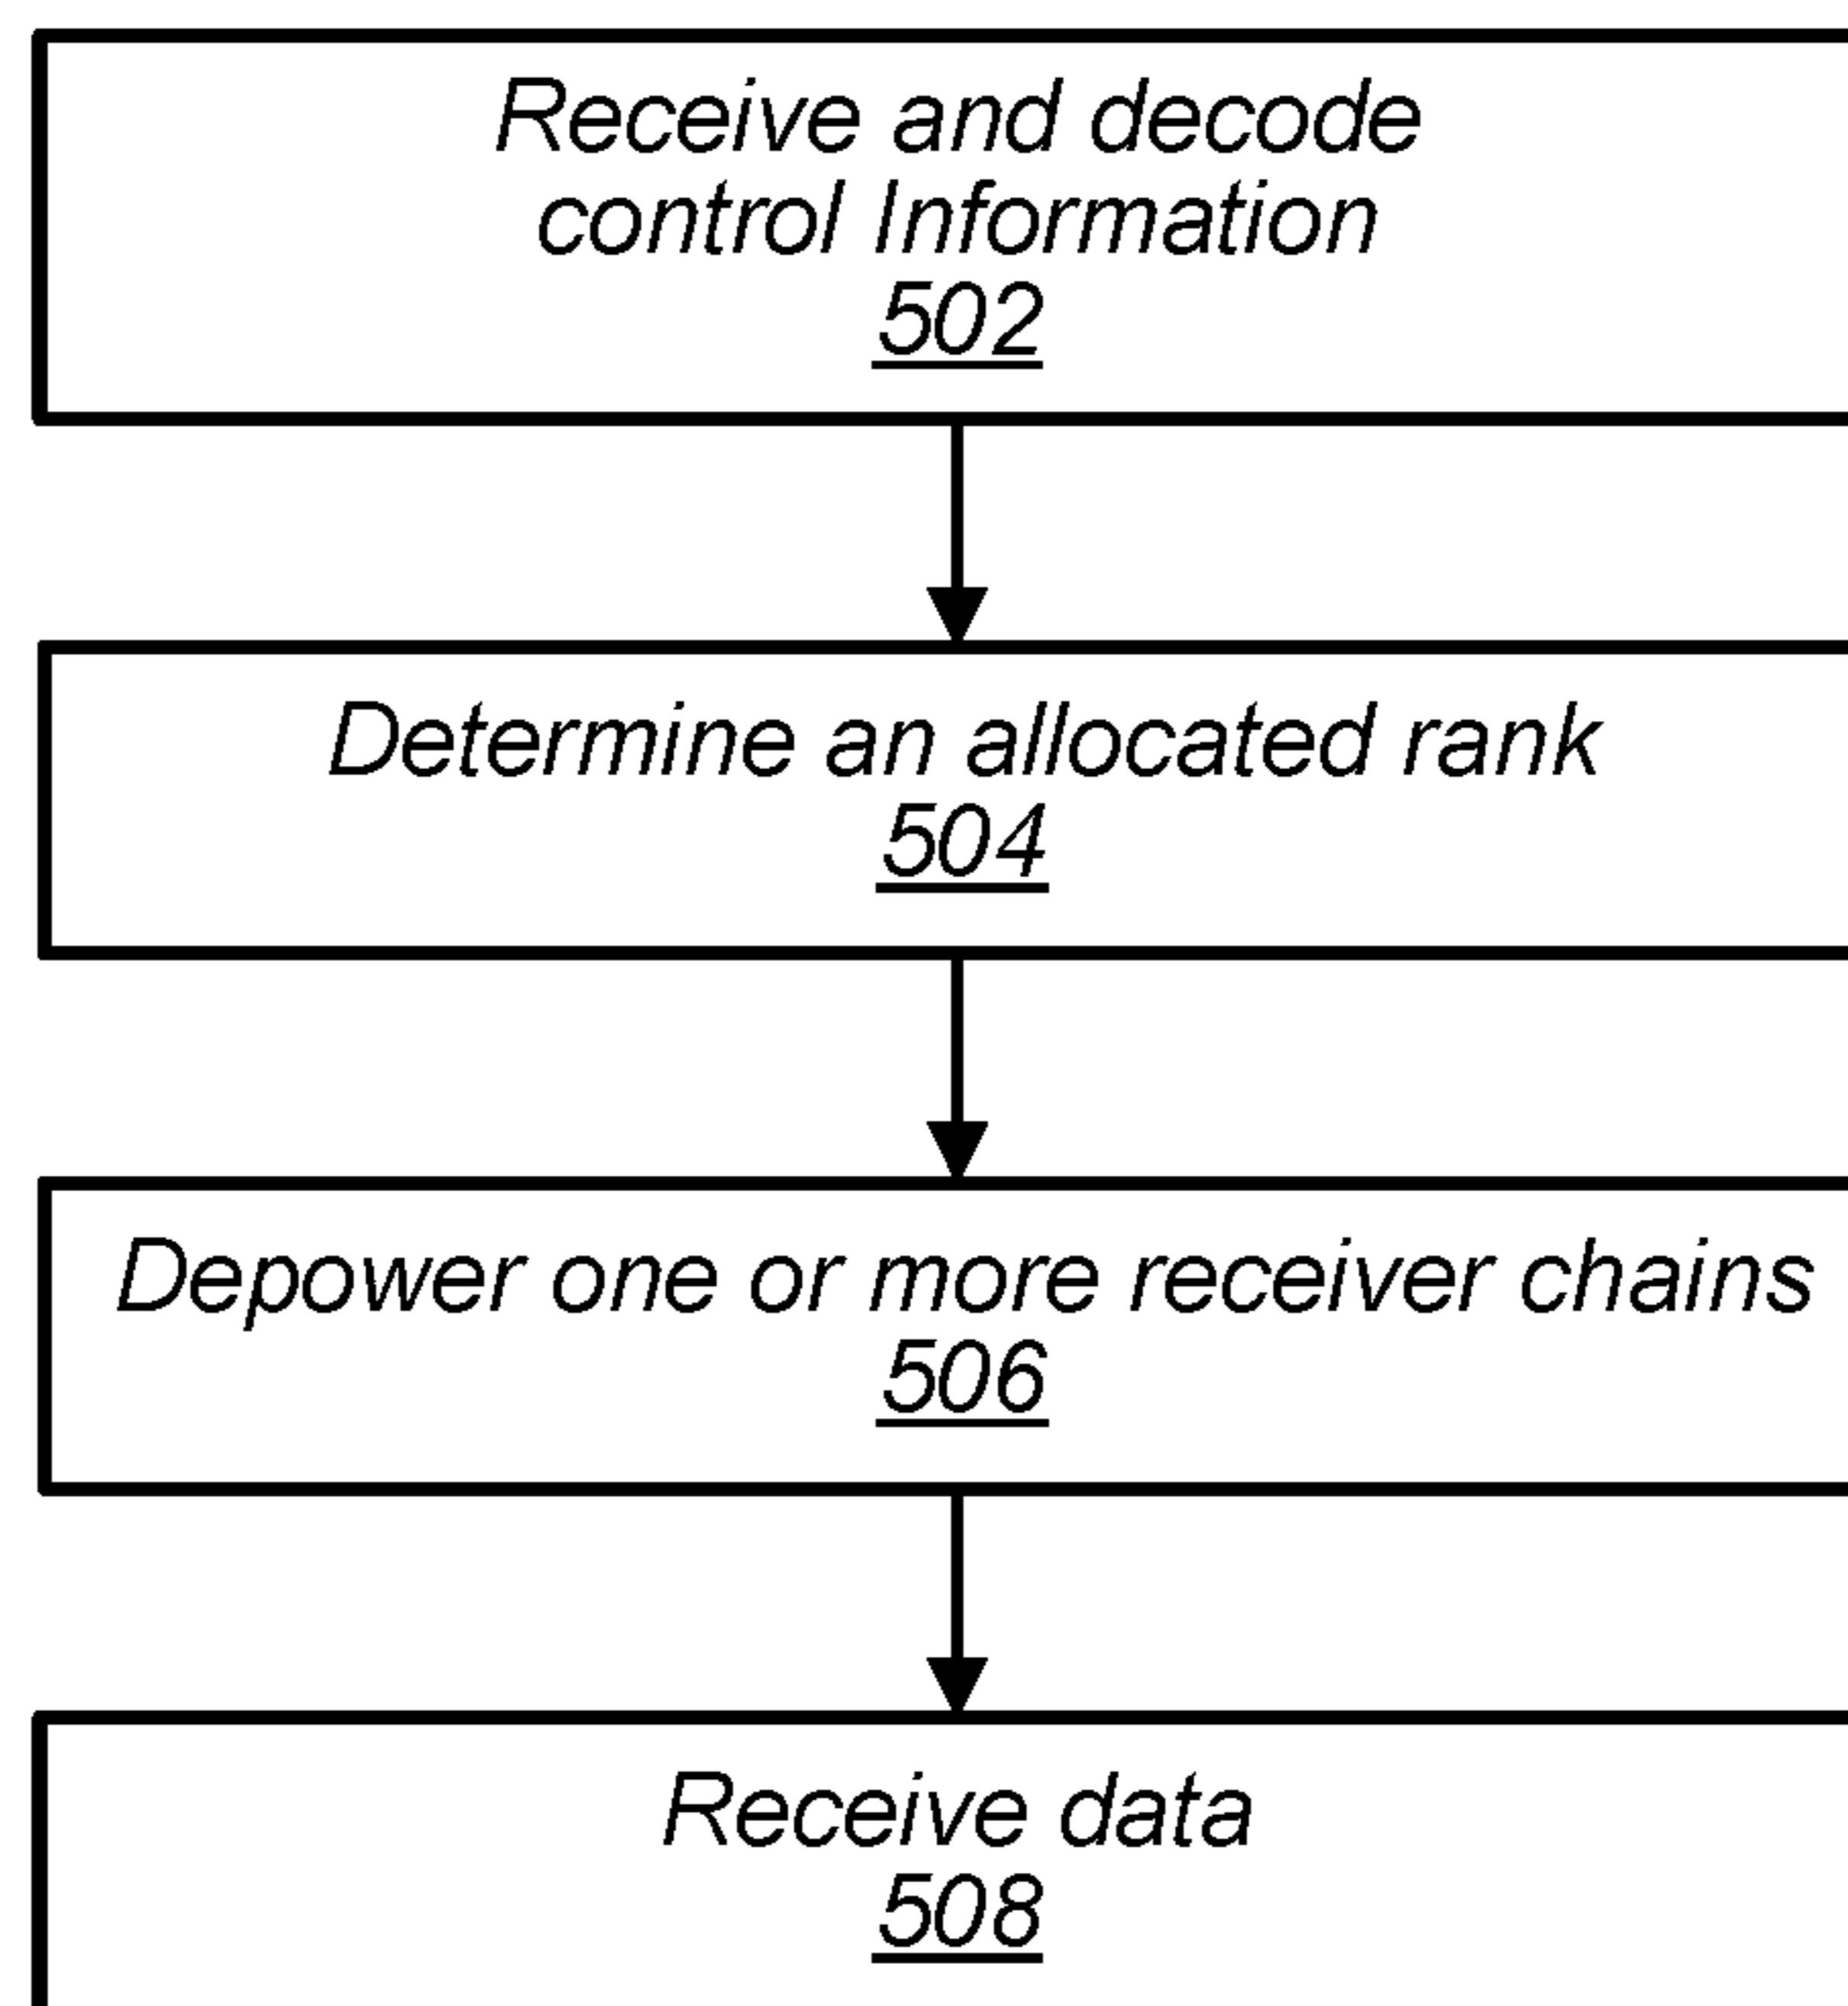 Receive and decode
control Information
502
Determine an allocated rank
504
Depower one or more receiver chains
506
Receive data
508